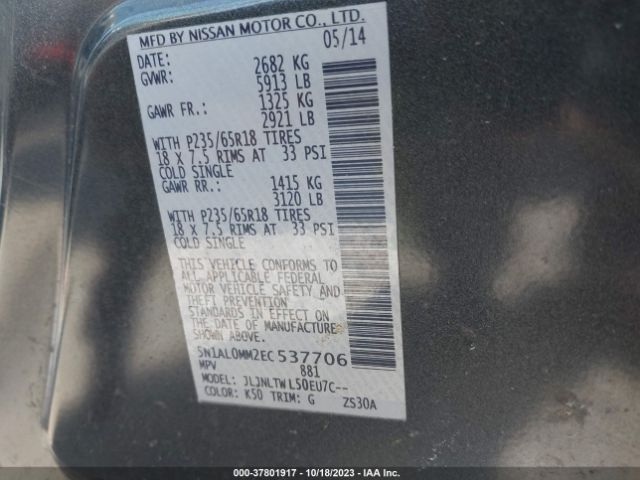 MFD BY NISSAN MOTOR CO., LTD.
DATE: 05/14
GVWR: 2682 KG
5913 LB
GAWR FR.: 1325 KG
2921 LB
WITH P235/65R18 TIRES
18 X 7.5 RIMS AT 33 PSI
COLD SINGLE
GAWR RR.: 1415 KG
3120 LB
WITH P235/65R18 TIRES
18 X 7.5 RIMS AT 33 PSI
COLD SINGLE
THIS VEHICLE CONFORMS TO
ALL APPLICABLE FEDERAL
MOTOR VEHICLE SAFETY AND
THEFT PREVENTION
STANDARDS IN EFFECT ON
THE DATE OF MANUFACTURE
SHOWN ABOVE.
5N1AL0MM2EC537706
MPV 881
MODEL: JLJNLTWL50EU7C--
COLOR: K50 TRIM: G ZS30A
000-37801917 - 10/18/2023 - IAA Inc.